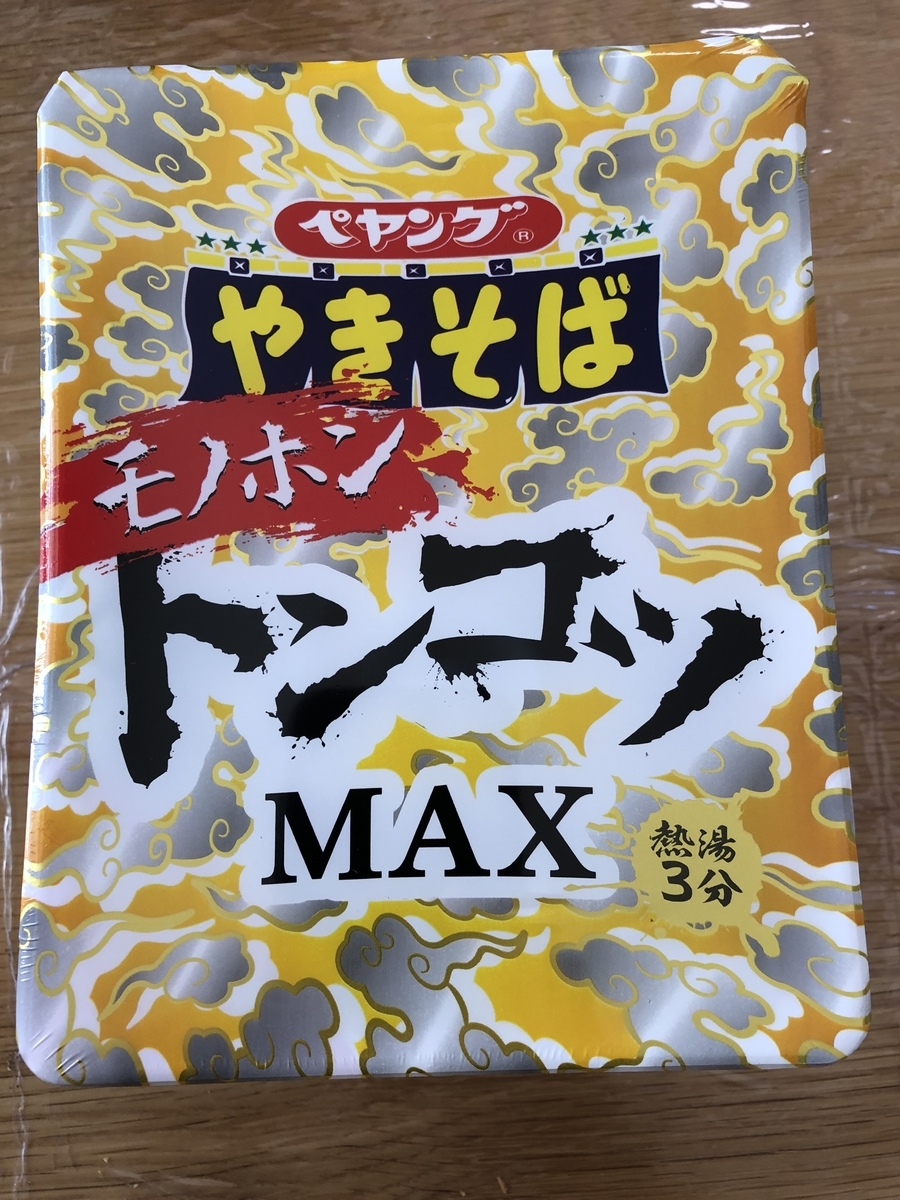 ペヤング®
やきそば
モノホン
トンコツ
MAX
熱湯
3分